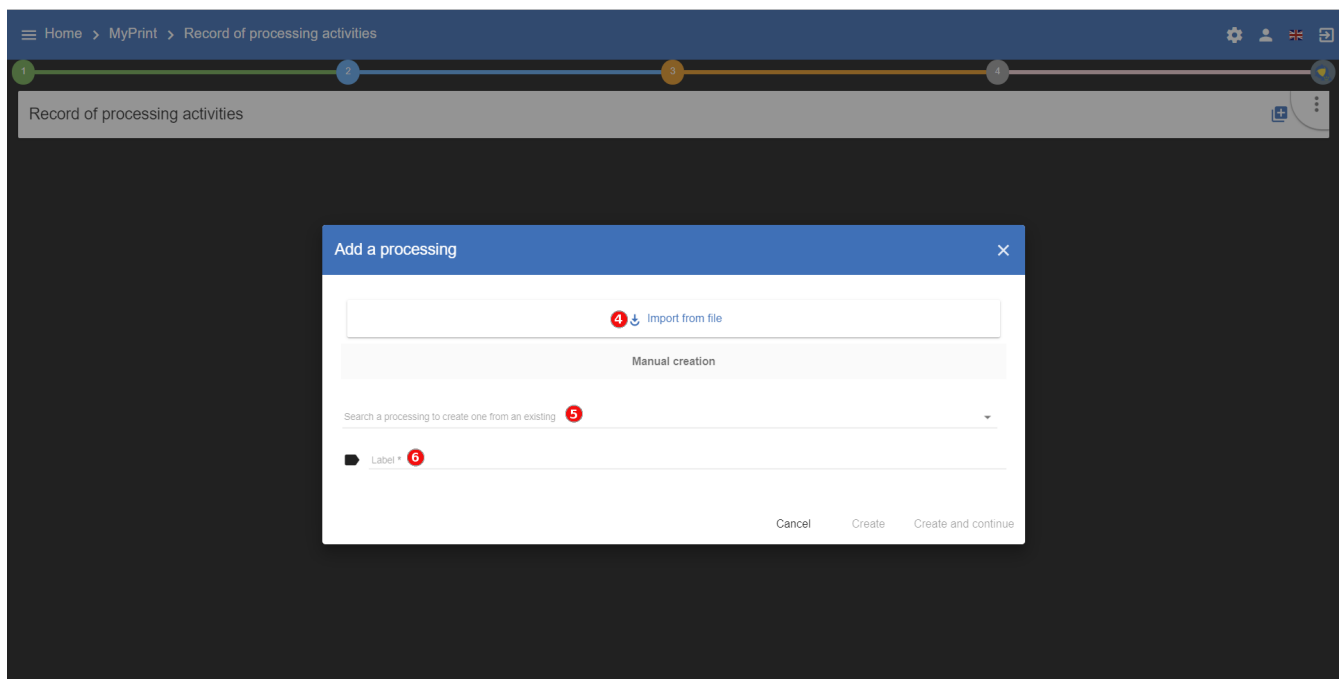 Home > MyPrint > Record of processing activities
1 2 3 4
Record of processing activities
Add a processing
4 Import from file
Manual creation
Search a processing to create one from an existing 5
Label * 6
Cancel Create Create and continue